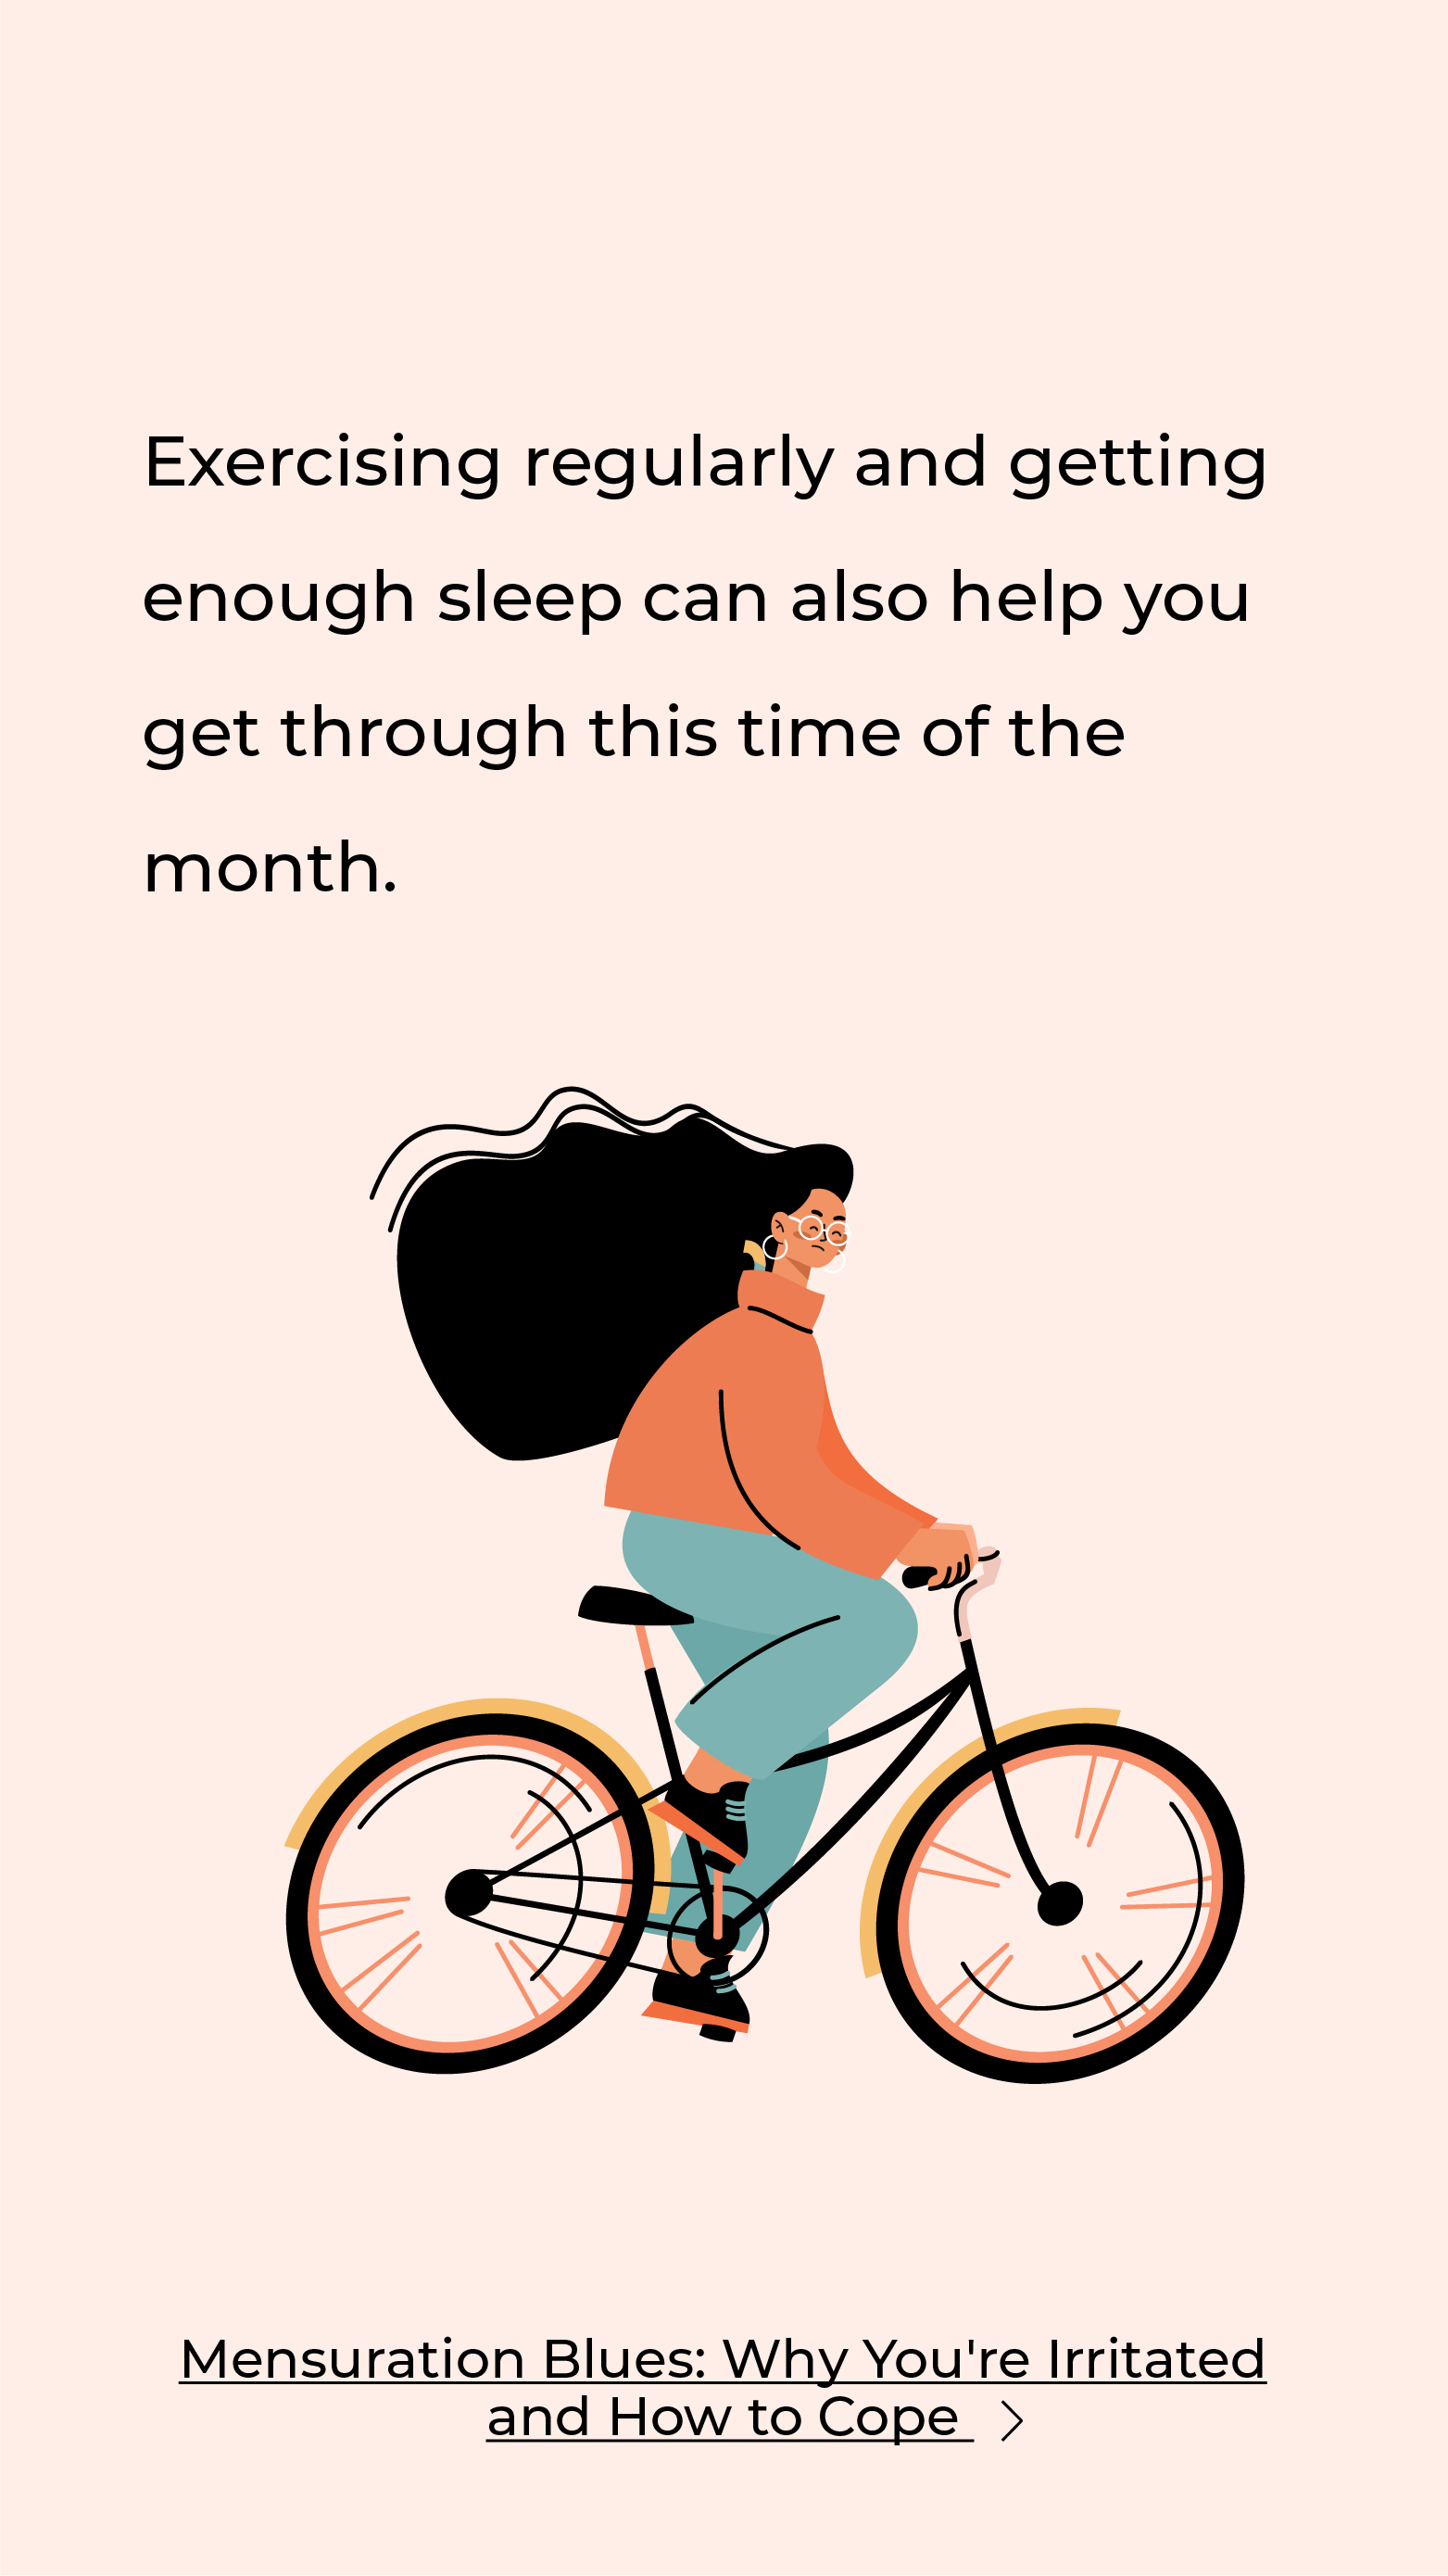 Exercising regularly and getting
enough sleep can also help you
get through this time of the
month.
Mensuration Blues: Why You're Irritated
and How to Cope